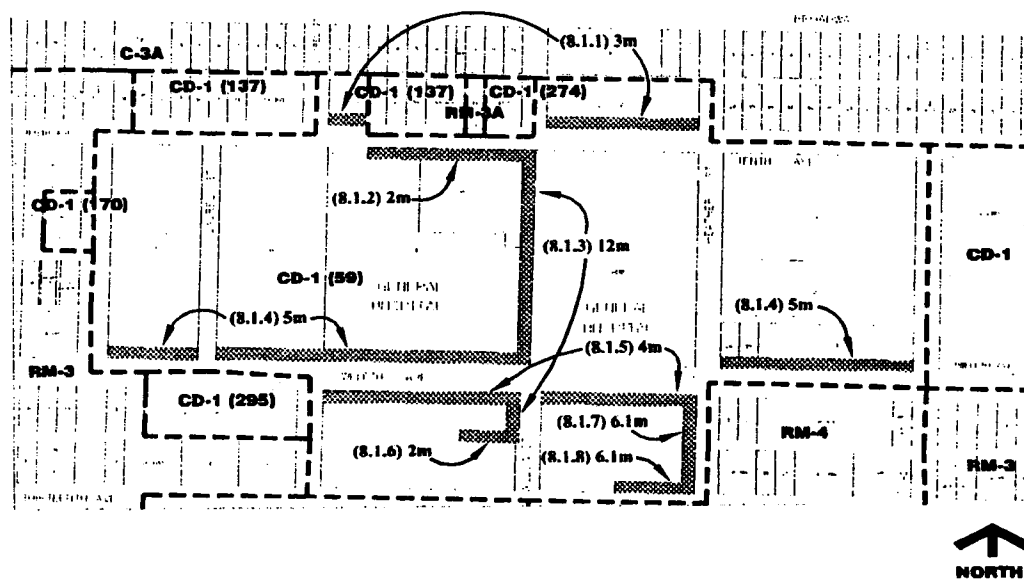 (8.1.1) 3m
C-3A
CD-1 (137)
CD-1 (137)
CD-1 (274)
RM-3A
(8.1.2) 2m
CD-1 (170)
(8.1.3) 12m
CD-1
CD-1 (59)
GENERAL
(8.1.4) 5m
(8.1.4) 5m
(8.1.5) 4m
RM-3
CD-1 (295)
(8.1.7) 6.1m
RM-4
(8.1.6) 2m
(8.1.8) 6.1m
RM-3
NORTH